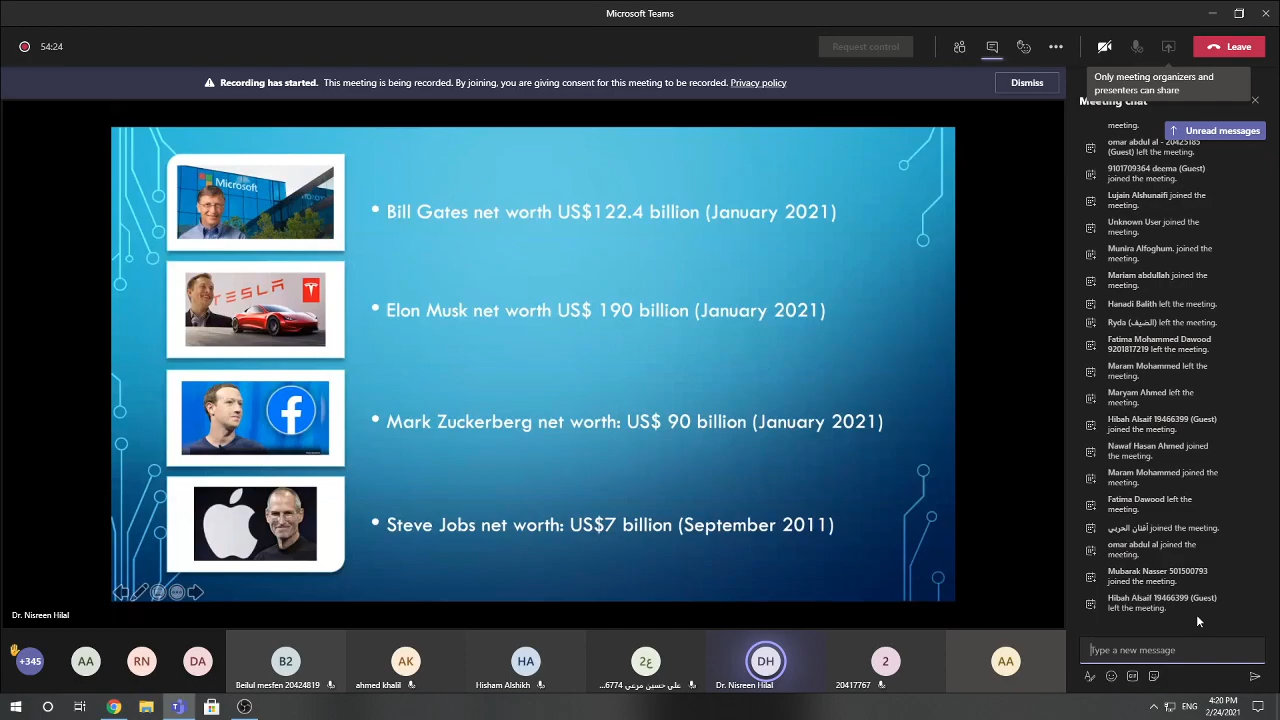 Microsoft Teams
54:24
Request control
Leave
Recording has started. This meeting is being recorded. By joining, you are giving consent for this meeting to be recorded. Privacy policy
Dismiss
Only meeting organizers and
presenters can share
Meeting chat
Unread messages
Microsoft
• Bill Gates net worth US$122.4 billion (January 2021)
TESLA
• Elon Musk net worth US$ 190 billion (January 2021)
• Mark Zuckerberg net worth: US$ 90 billion (January 2021)
• Steve Jobs net worth: US$7 billion (September 2011)
Dr. Nisreen Hilal
meeting.
omar abdul al - 20425185
(Guest) left the meeting.
9101709364 deema (Guest)
joined the meeting.
Lujain Alshunaifi joined the
meeting.
Unknown User joined the
meeting.
Munira Alfoghum. joined the
meeting.
Mariam abdullah joined the
meeting.
Hanadi Balith left the meeting.
Ryda (الضيف) left the meeting.
Fatima Mohammed Dawood
9201817219 left the meeting.
Maram Mohammed left the
meeting.
Maryam Ahmed left the
meeting.
Hibah Alsaif 19466399 (Guest)
joined the meeting.
Nawaf Hasan Ahmed joined
the meeting.
Maram Mohammed joined the
meeting.
Fatima Dawood left the
meeting.
أفنان الحربي joined the meeting.
omar abdul al joined the
meeting.
Mubarak Nasser 501500793
joined the meeting.
Hibah Alsaif 19466399 (Guest)
left the meeting.
Type a new message
+345
AA
RN
DA
B2
Beilul mesfen 20424819
AK
ahmed khalil
HA
Hisham Alshikh
ع2
علي حسين مرعي 6774...
DH
Dr. Nisreen Hilal
2
20417767
AA
ENG
4:20 PM
2/24/2021